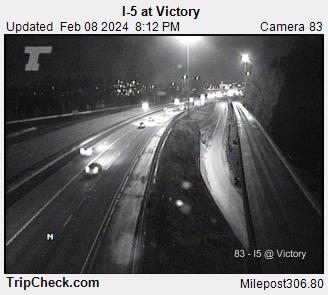 I-5 at Victory
Updated Feb 08 2024 8:12 PM Camera 83
T
N
83 - I5 @ Victory
TripCheck.com Milepost306.80